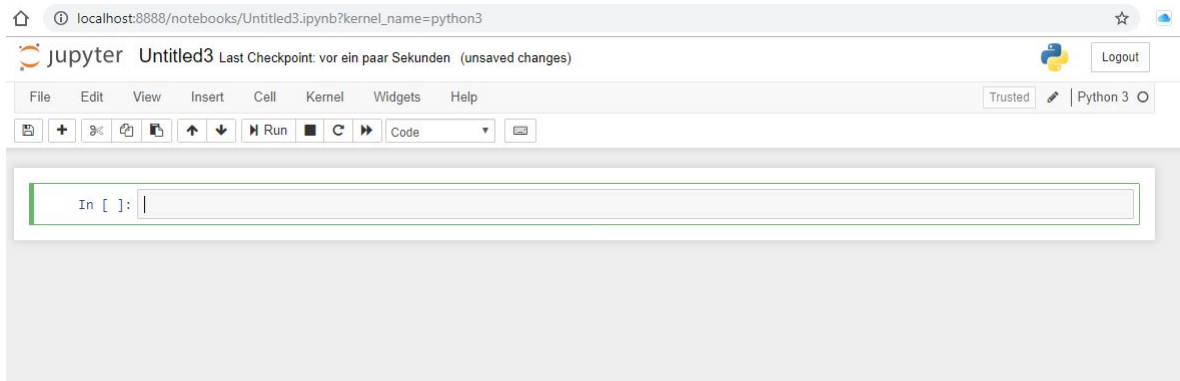 localhost:8888/notebooks/Untitled3.ipynb?kernel_name=python3
jupyter Untitled3 Last Checkpoint: vor ein paar Sekunden (unsaved changes) Logout
File Edit View Insert Cell Kernel Widgets Help Trusted Python 3
Run Code
In [ ]: